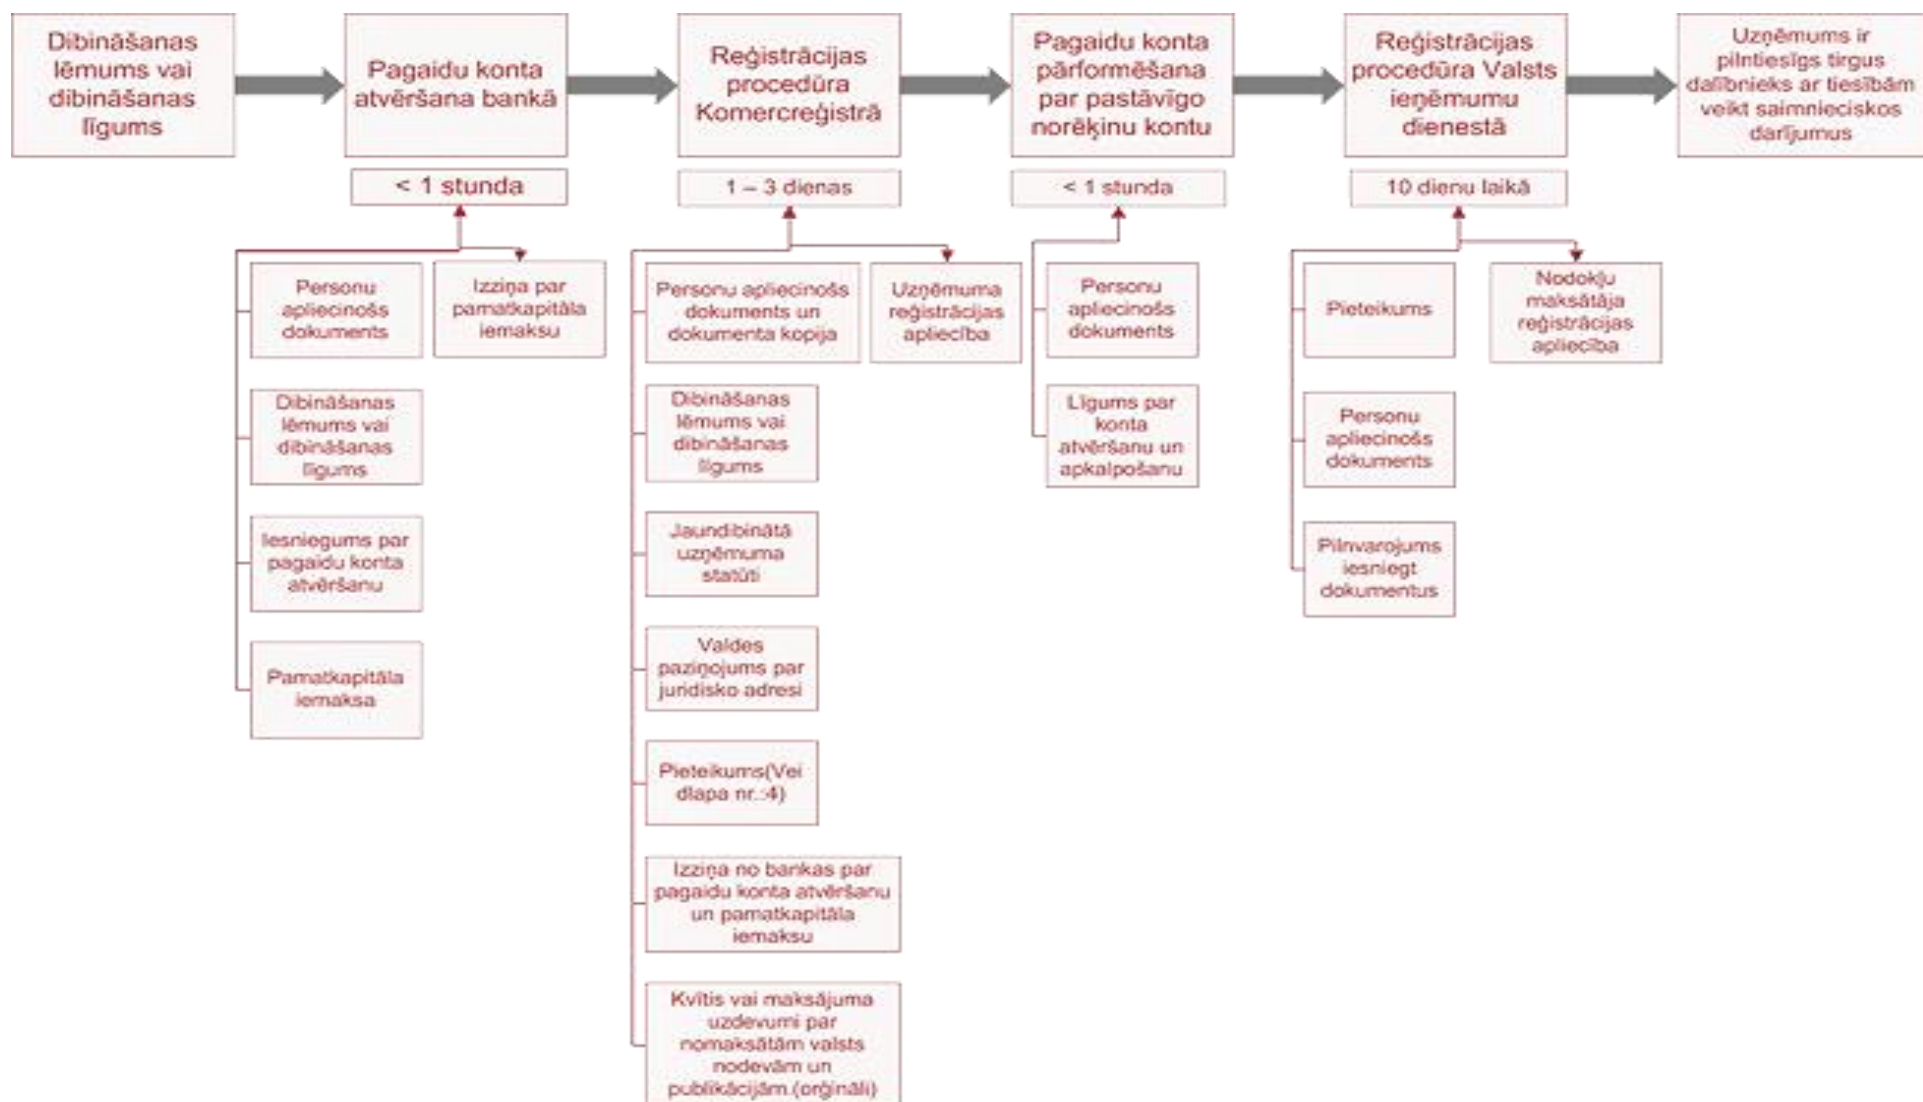 Dibināšanas
lēmums vai
dibināšanas
līgums
Pagaidu konta
atvēršana bankā
Reģistrācijas
procedūra
Komercreģistrā
Pagaidu konta
pārformēšana
par pastāvīgo
norēķinu kontu
Reģistrācijas
procedūra Valsts
ieņēmumu
dienestā
Uzņēmums ir
pilntiesīgs tirgus
dalībnieks ar tiesībām
veikt saimnieciskos
darījumus
< 1 stunda
1 – 3 dienas
< 1 stunda
10 dienu laikā
Personu
apliecinošs
dokuments
Izziņa par
pamatkapitāla
iemaksu
Dibināšanas
lēmums vai
dibināšanas
līgums
Iesniegums par
pagaidu konta
atvēršanu
Pamatkapitāla
iemaksa
Personu apliecinošs
dokuments un
dokumenta kopija
Uzņēmuma
reģistrācijas
apliecība
Dibināšanas
lēmums vai
dibināšanas
līgums
Jaundibinātā
uzņēmuma
statūti
Valdes
paziņojums par
juridisko adresi
Pieteikums(Vei
dlapa nr.:4)
Izziņa no bankas par
pagaidu konta atvēršanu
un pamatkapitāla
iemaksu
Kvītis vai maksājuma
uzdevumi par
nomaksātām valsts
nodevām un
publikācijām.(orģināli)
Personu
apliecinošs
dokuments
Līgums par
konta
atvēršanu un
apkalpošanu
Pieteikums
Nodokļu
maksātāja
reģistrācijas
apliecība
Personu
apliecinošs
dokuments
Pilnvarojums
iesniegt
dokumentus